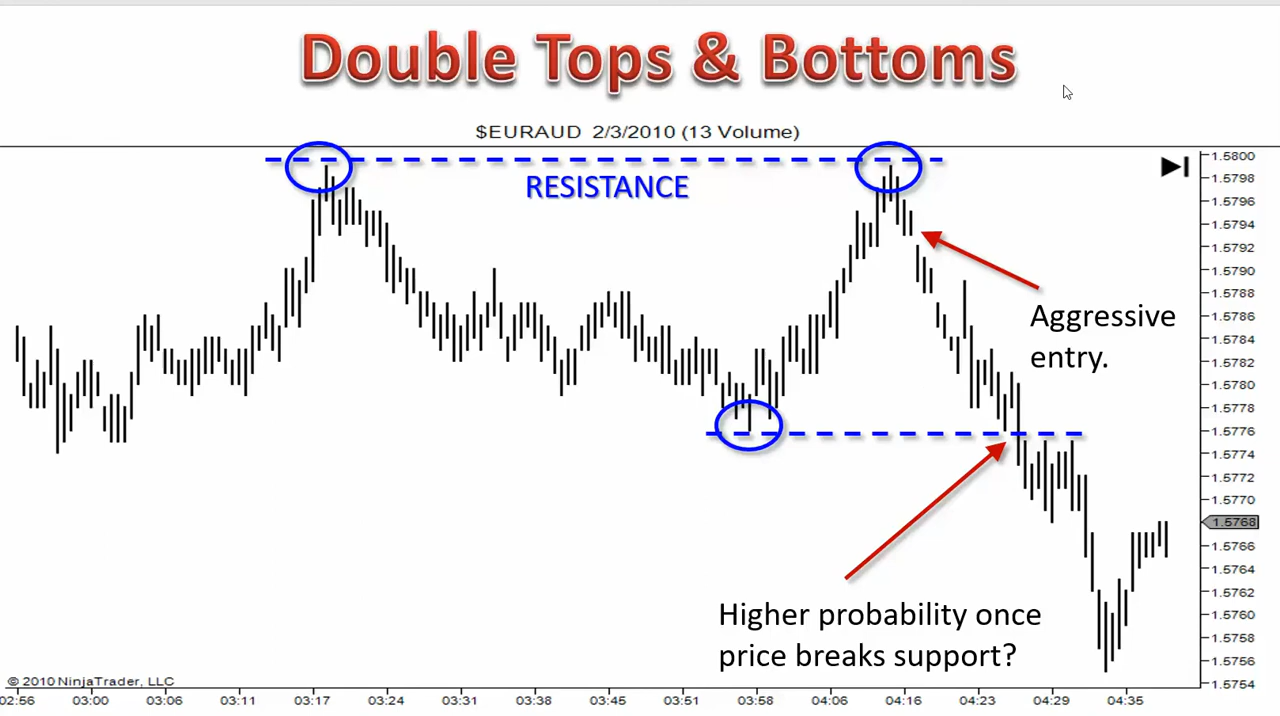 Double Tops & Bottoms
$EURAUD 2/3/2010 (13 Volume)
RESISTANCE
1.5800
1.5798
1.5796
1.5794
1.5792
1.5790
1.5788
1.5786
1.5784
1.5782
1.5780
1.5778
1.5776
1.5774
1.5772
1.5770
1.5768
1.5766
1.5764
1.5762
1.5760
1.5758
1.5756
1.5754
Aggressive
entry.
Higher probability once
price breaks support?
© 2010 NinjaTrader, LLC
02:56 03:00 03:06 03:11 03:17 03:24 03:31 03:38 03:45 03:51 03:58 04:06 04:16 04:23 04:29 04:35